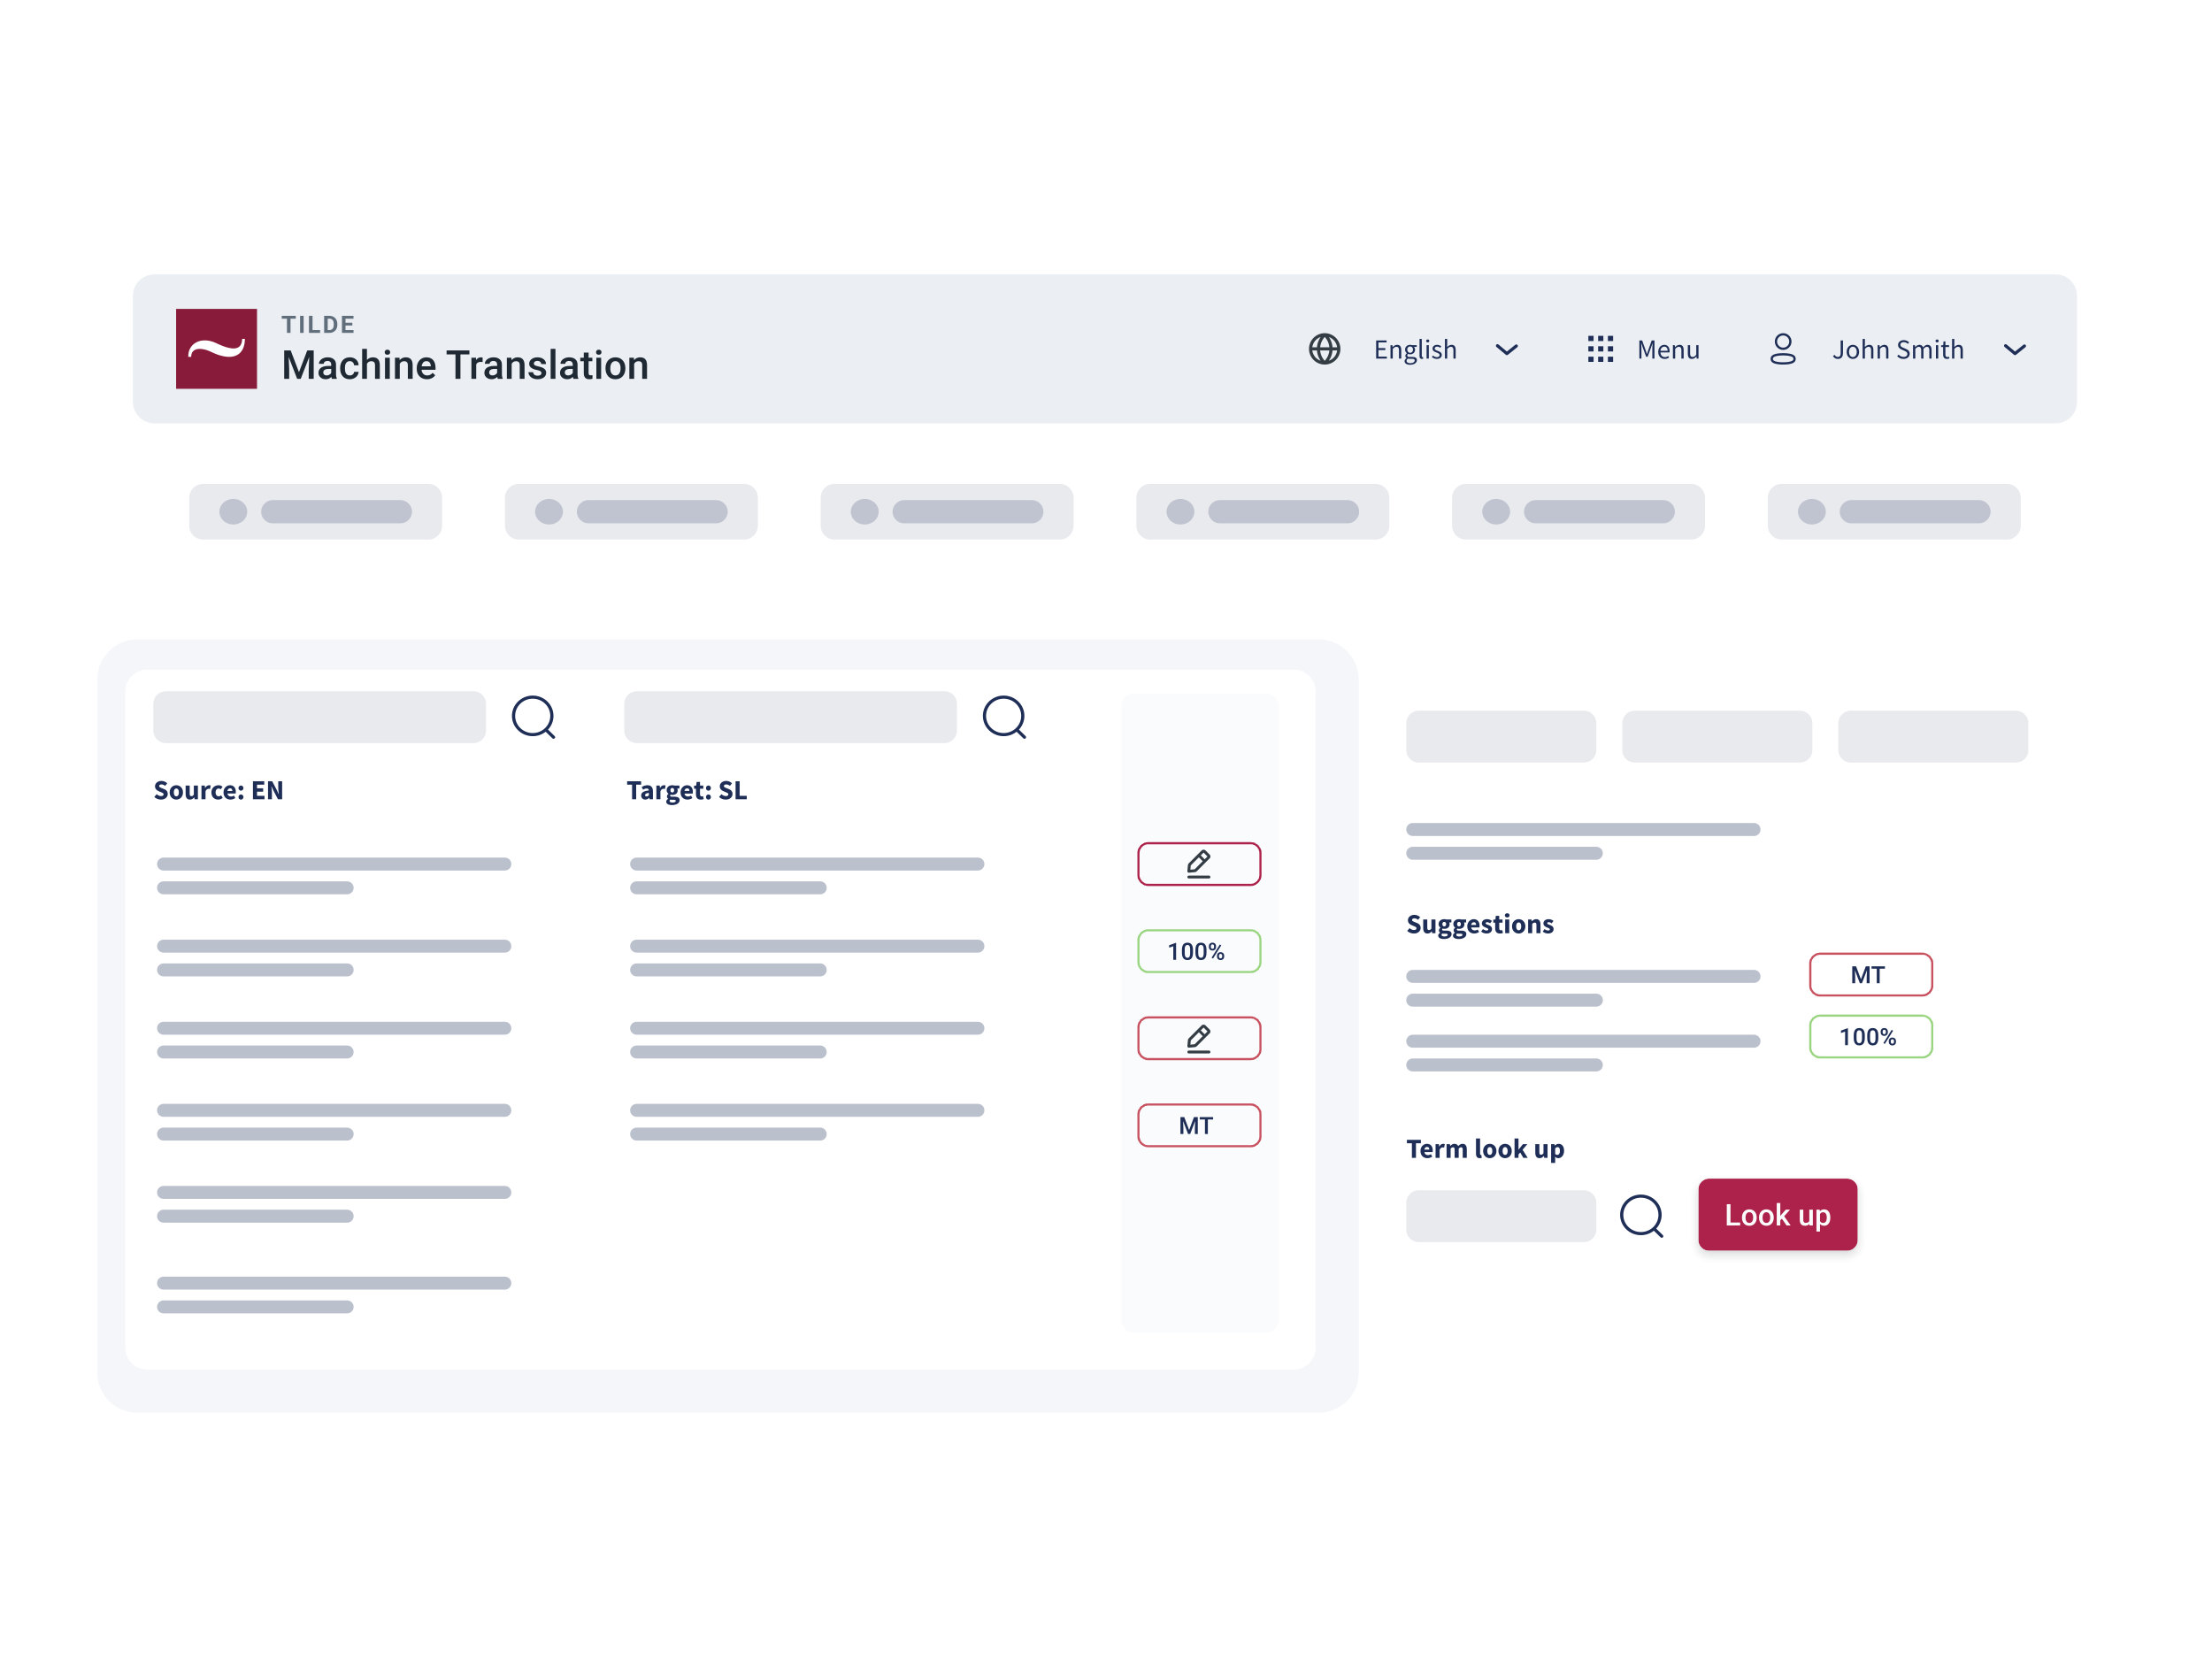 TILDE
Machine Translation
English
Menu
John Smith
Source: EN
Target: SL
100%
MT
Suggestions
MT
100%
Term look up
Look up